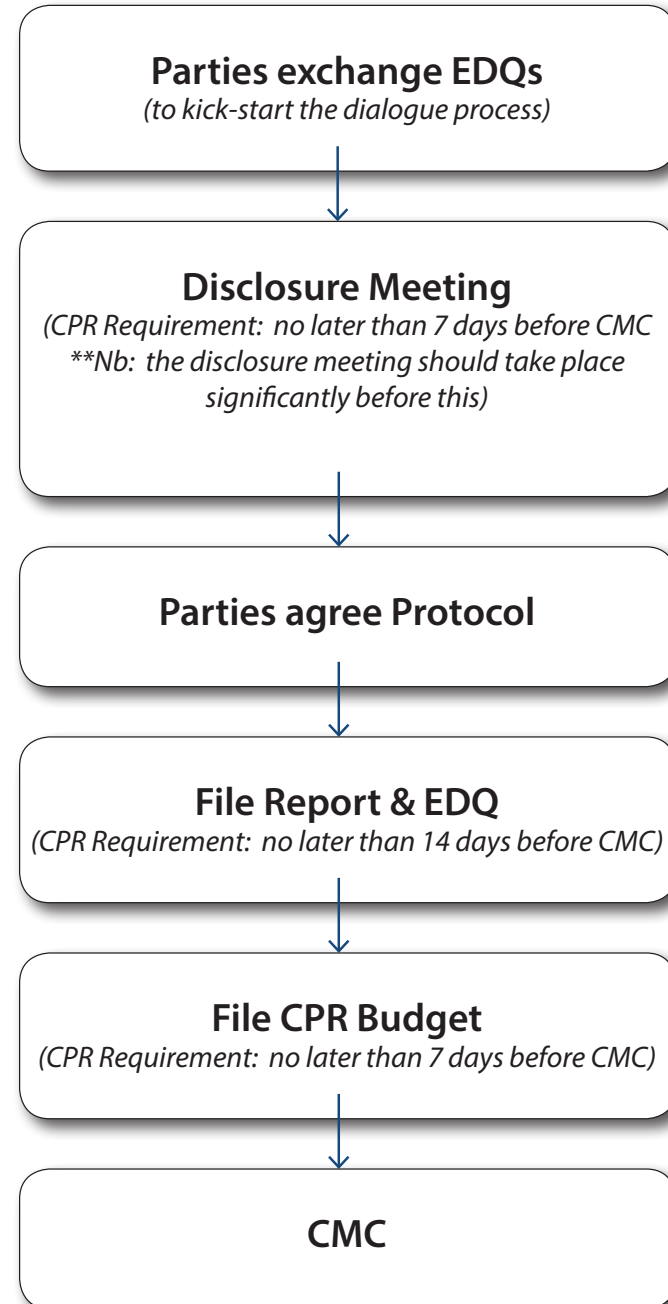 Parties exchange EDQs
(to kick-start the dialogue process)
Disclosure Meeting
(CPR Requirement: no later than 7 days before CMC
**Nb: the disclosure meeting should take place
significantly before this)
Parties agree Protocol
File Report & EDQ
(CPR Requirement: no later than 14 days before CMC)
File CPR Budget
(CPR Requirement: no later than 7 days before CMC)
CMC